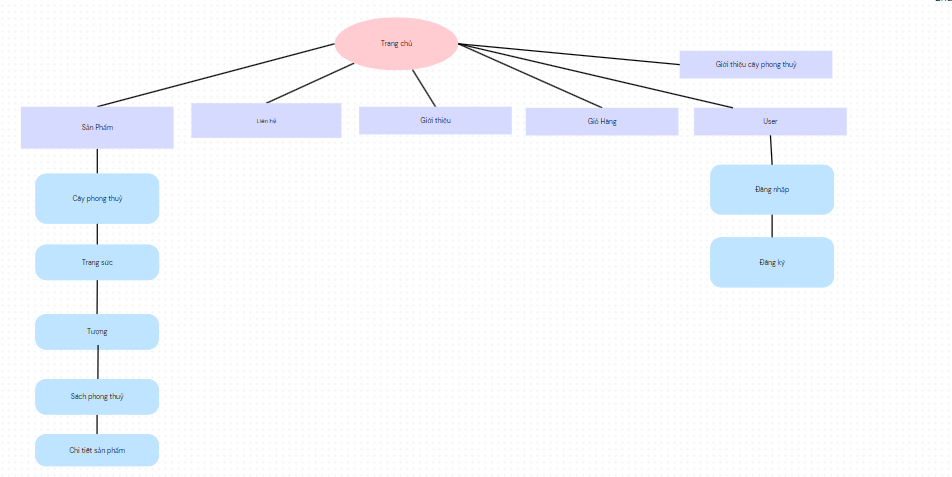 Trang chủ
Giới thiệu cây phong thuỷ
Sản Phẩm
Liên hệ
Giới thiệu
Giỏ Hàng
User
Cây phong thuỷ
Trang sức
Tượng
Sách phong thuỷ
Chi tiết sản phẩm
Đăng nhập
Đăng ký